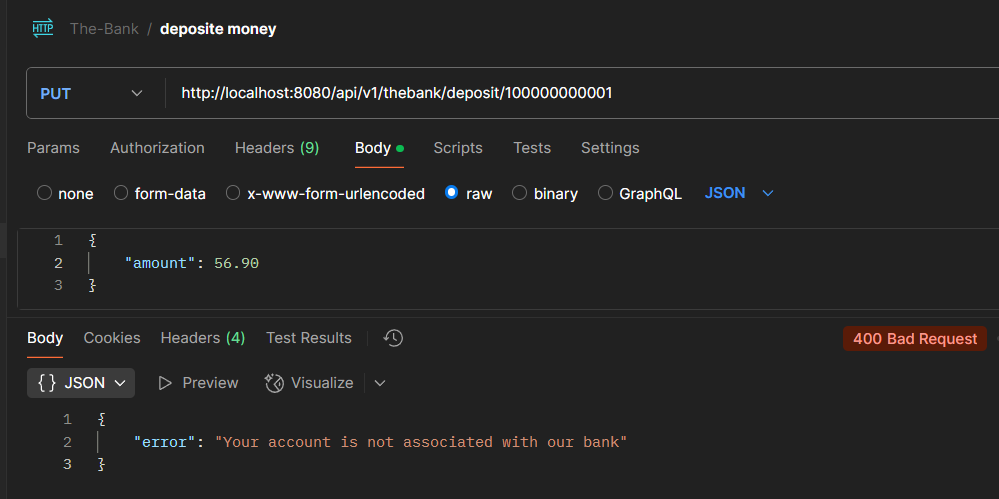 HTTP The-Bank / deposite money
PUT http://localhost:8080/api/v1/thebank/deposit/100000000001
Params Authorization Headers (9) Body Scripts Tests Settings
none form-data x-www-form-urlencoded raw binary GraphQL JSON
1 {
2 "amount": 56.90
3 }
Body Cookies Headers (4) Test Results 400 Bad Request
{} JSON Preview Visualize
1 {
2 "error": "Your account is not associated with our bank"
3 }